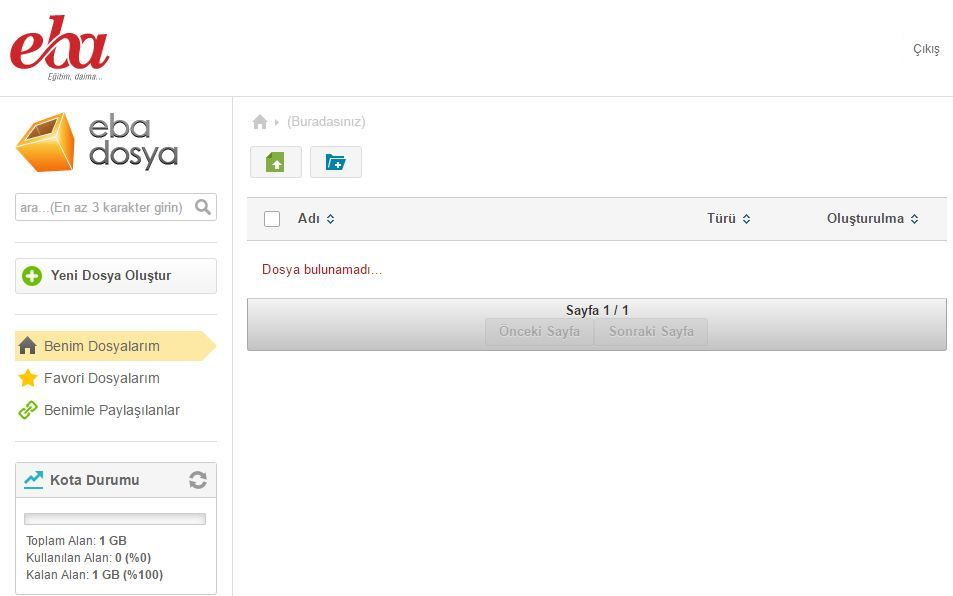 eba
Eğitim, daima...
Çıkış
eba
dosya
(Buradasınız)
ara...(En az 3 karakter girin)
Adı
Türü
Oluşturulma
Dosya bulunamadı...
Yeni Dosya Oluştur
Sayfa 1 / 1
Önceki Sayfa
Sonraki Sayfa
Benim Dosyalarım
Favori Dosyalarım
Benimle Paylaşılanlar
Kota Durumu
Toplam Alan: 1 GB
Kullanılan Alan: 0 (%0)
Kalan Alan: 1 GB (%100)